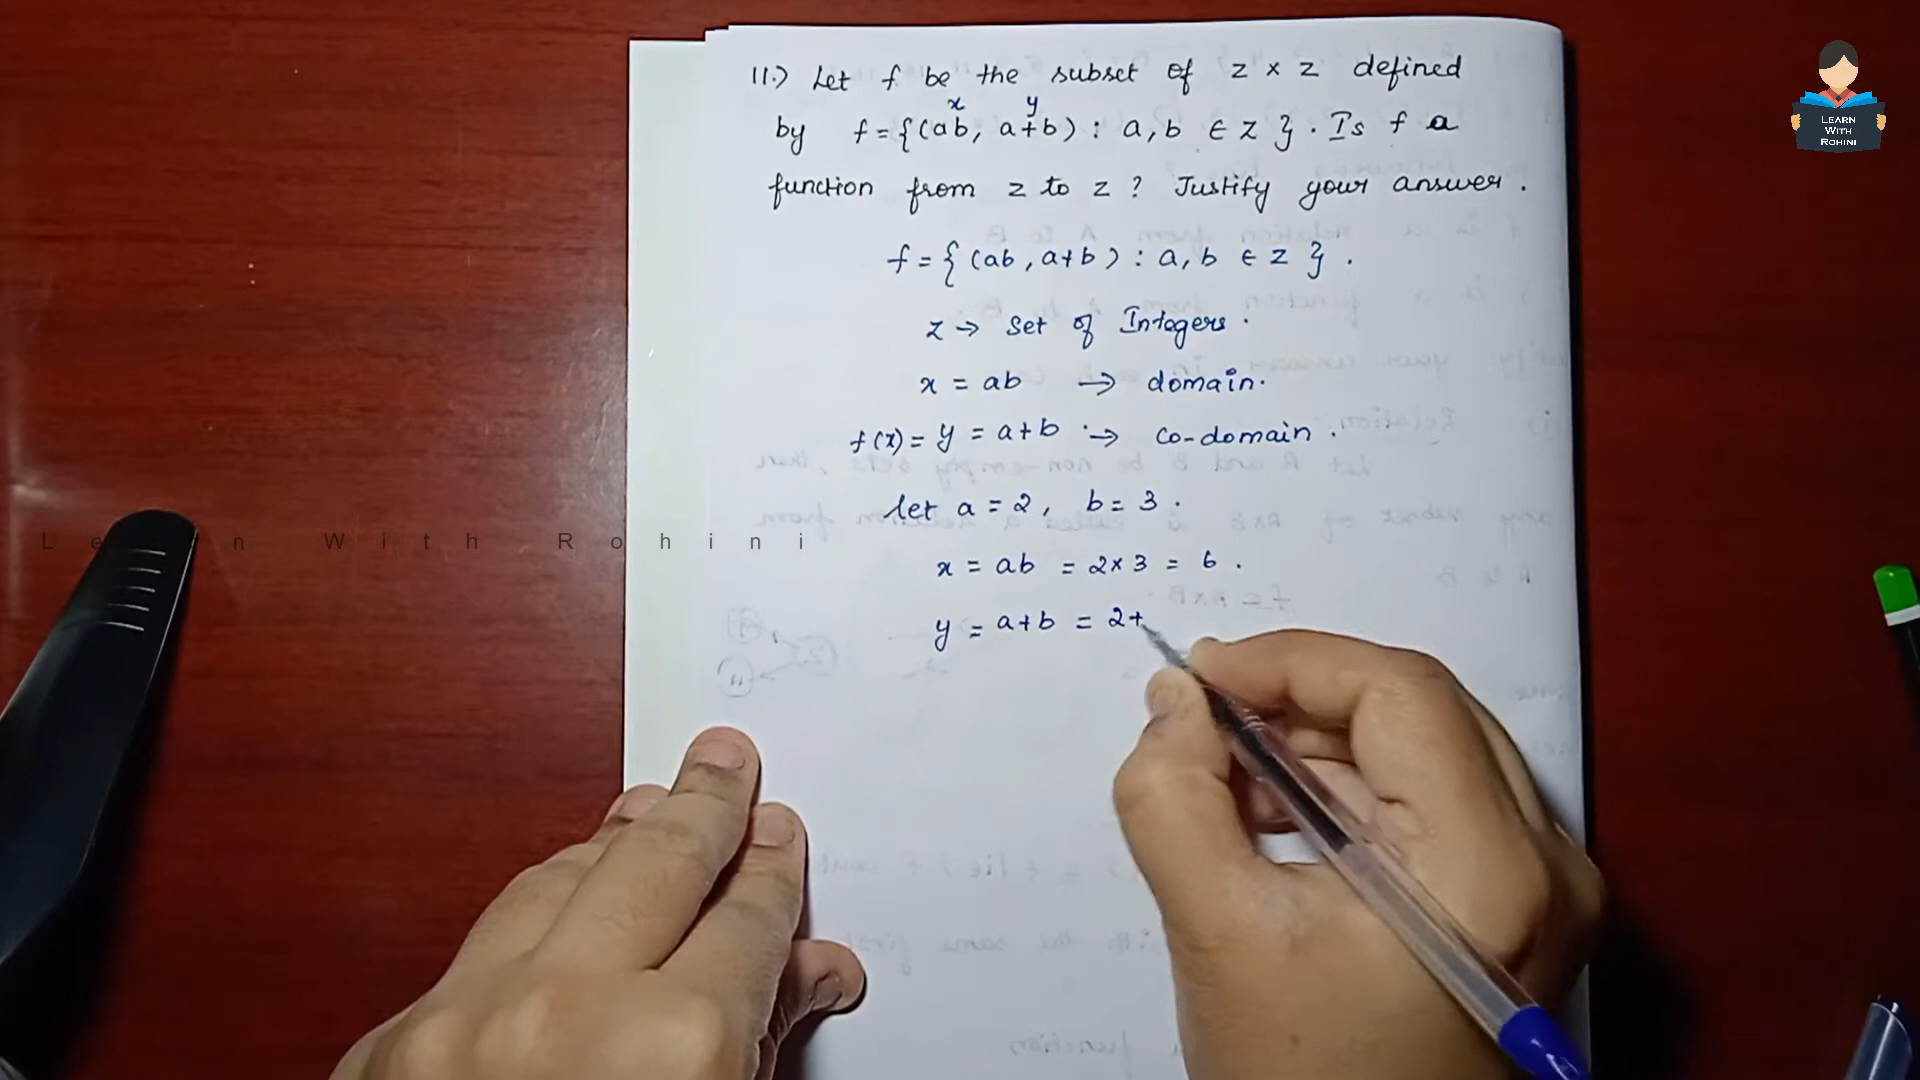 11.) Let f be the subset of z × z defined
x y
by f = {(ab, a+b) : a, b ∈ z}. Is f a
function from z to z ? Justify your answer.
f = {(ab, a+b) : a, b ∈ z}.
z → Set of Integers.
x = ab → domain.
f(x) = y = a+b → co-domain.
let a = 2, b = 3.
x = ab = 2×3 = 6.
y = a+b = 2+
LEARN
WITH
ROHINI
Learn With Rohini